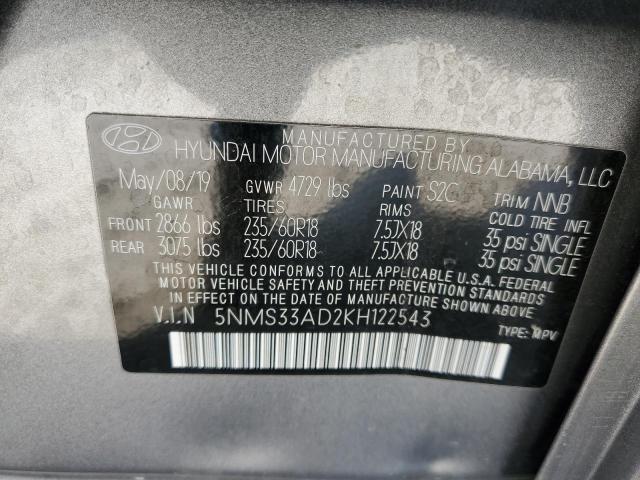 MANUFACTURED BY
HYUNDAI MOTOR MANUFACTURING ALABAMA, LLC
May/08/19 GVWR 4729 lbs PAINT S2C TRIM NNB
GAWR TIRES RIMS COLD TIRE INFL
FRONT 2866 lbs 235/60R18 7.5JX18 35 psi SINGLE
REAR 3075 lbs 235/60R18 7.5JX18 35 psi SINGLE
THIS VEHICLE CONFORMS TO ALL APPLICABLE U.S.A. FEDERAL
MOTOR VEHICLE SAFETY AND THEFT PREVENTION
STANDARDS IN EFFECT ON THE DATE OF MANUFACTURE SHOWN ABOVE.
V.I.N 5NMS33AD2KH122543
TYPE: MPV